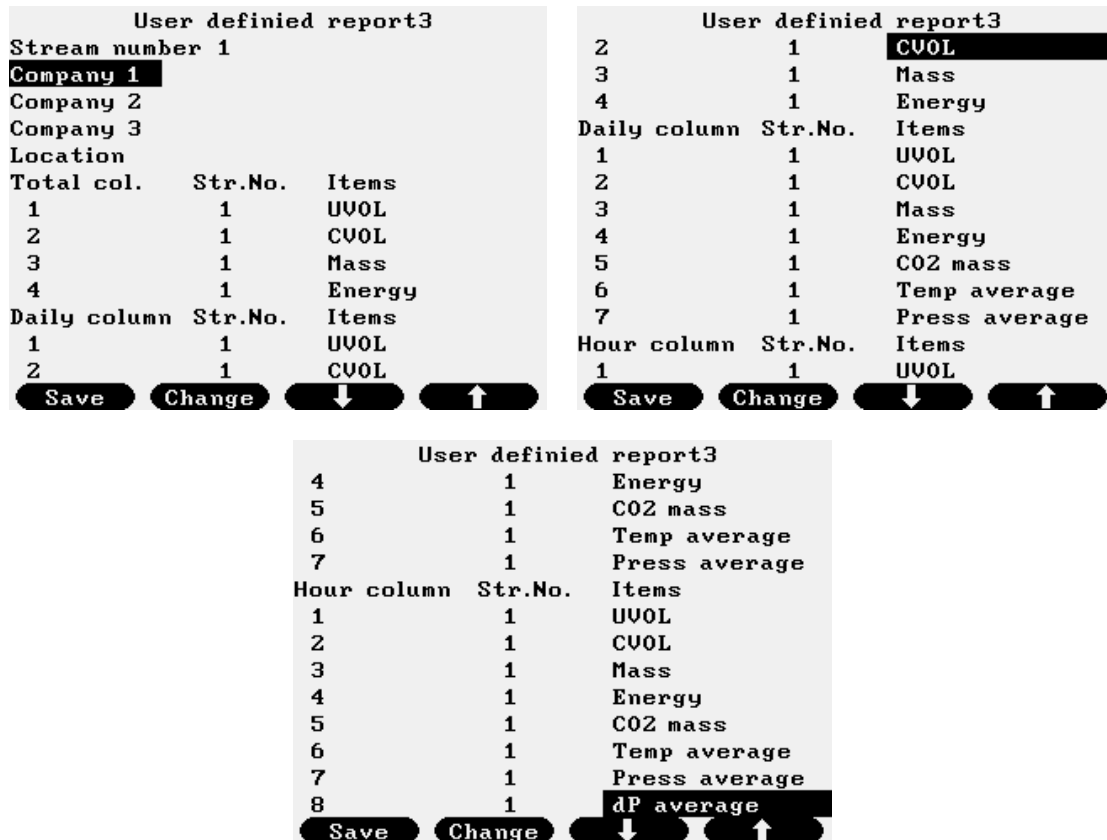 User definied report3
Stream number 1
Company 1
Company 2
Company 3
Location
Total col. Str.No. Items
1 1 UVOL
2 1 CVOL
3 1 Mass
4 1 Energy
Daily column Str.No. Items
1 1 UVOL
2 1 CVOL
Save Change ↓ ↑
User definied report3
2 1 CVOL
3 1 Mass
4 1 Energy
Daily column Str.No. Items
1 1 UVOL
2 1 CVOL
3 1 Mass
4 1 Energy
5 1 CO2 mass
6 1 Temp average
7 1 Press average
Hour column Str.No. Items
1 1 UVOL
Save Change ↓ ↑
User definied report3
4 1 Energy
5 1 CO2 mass
6 1 Temp average
7 1 Press average
Hour column Str.No. Items
1 1 UVOL
2 1 CVOL
3 1 Mass
4 1 Energy
5 1 CO2 mass
6 1 Temp average
7 1 Press average
8 1 dP average
Save Change ↓ ↑